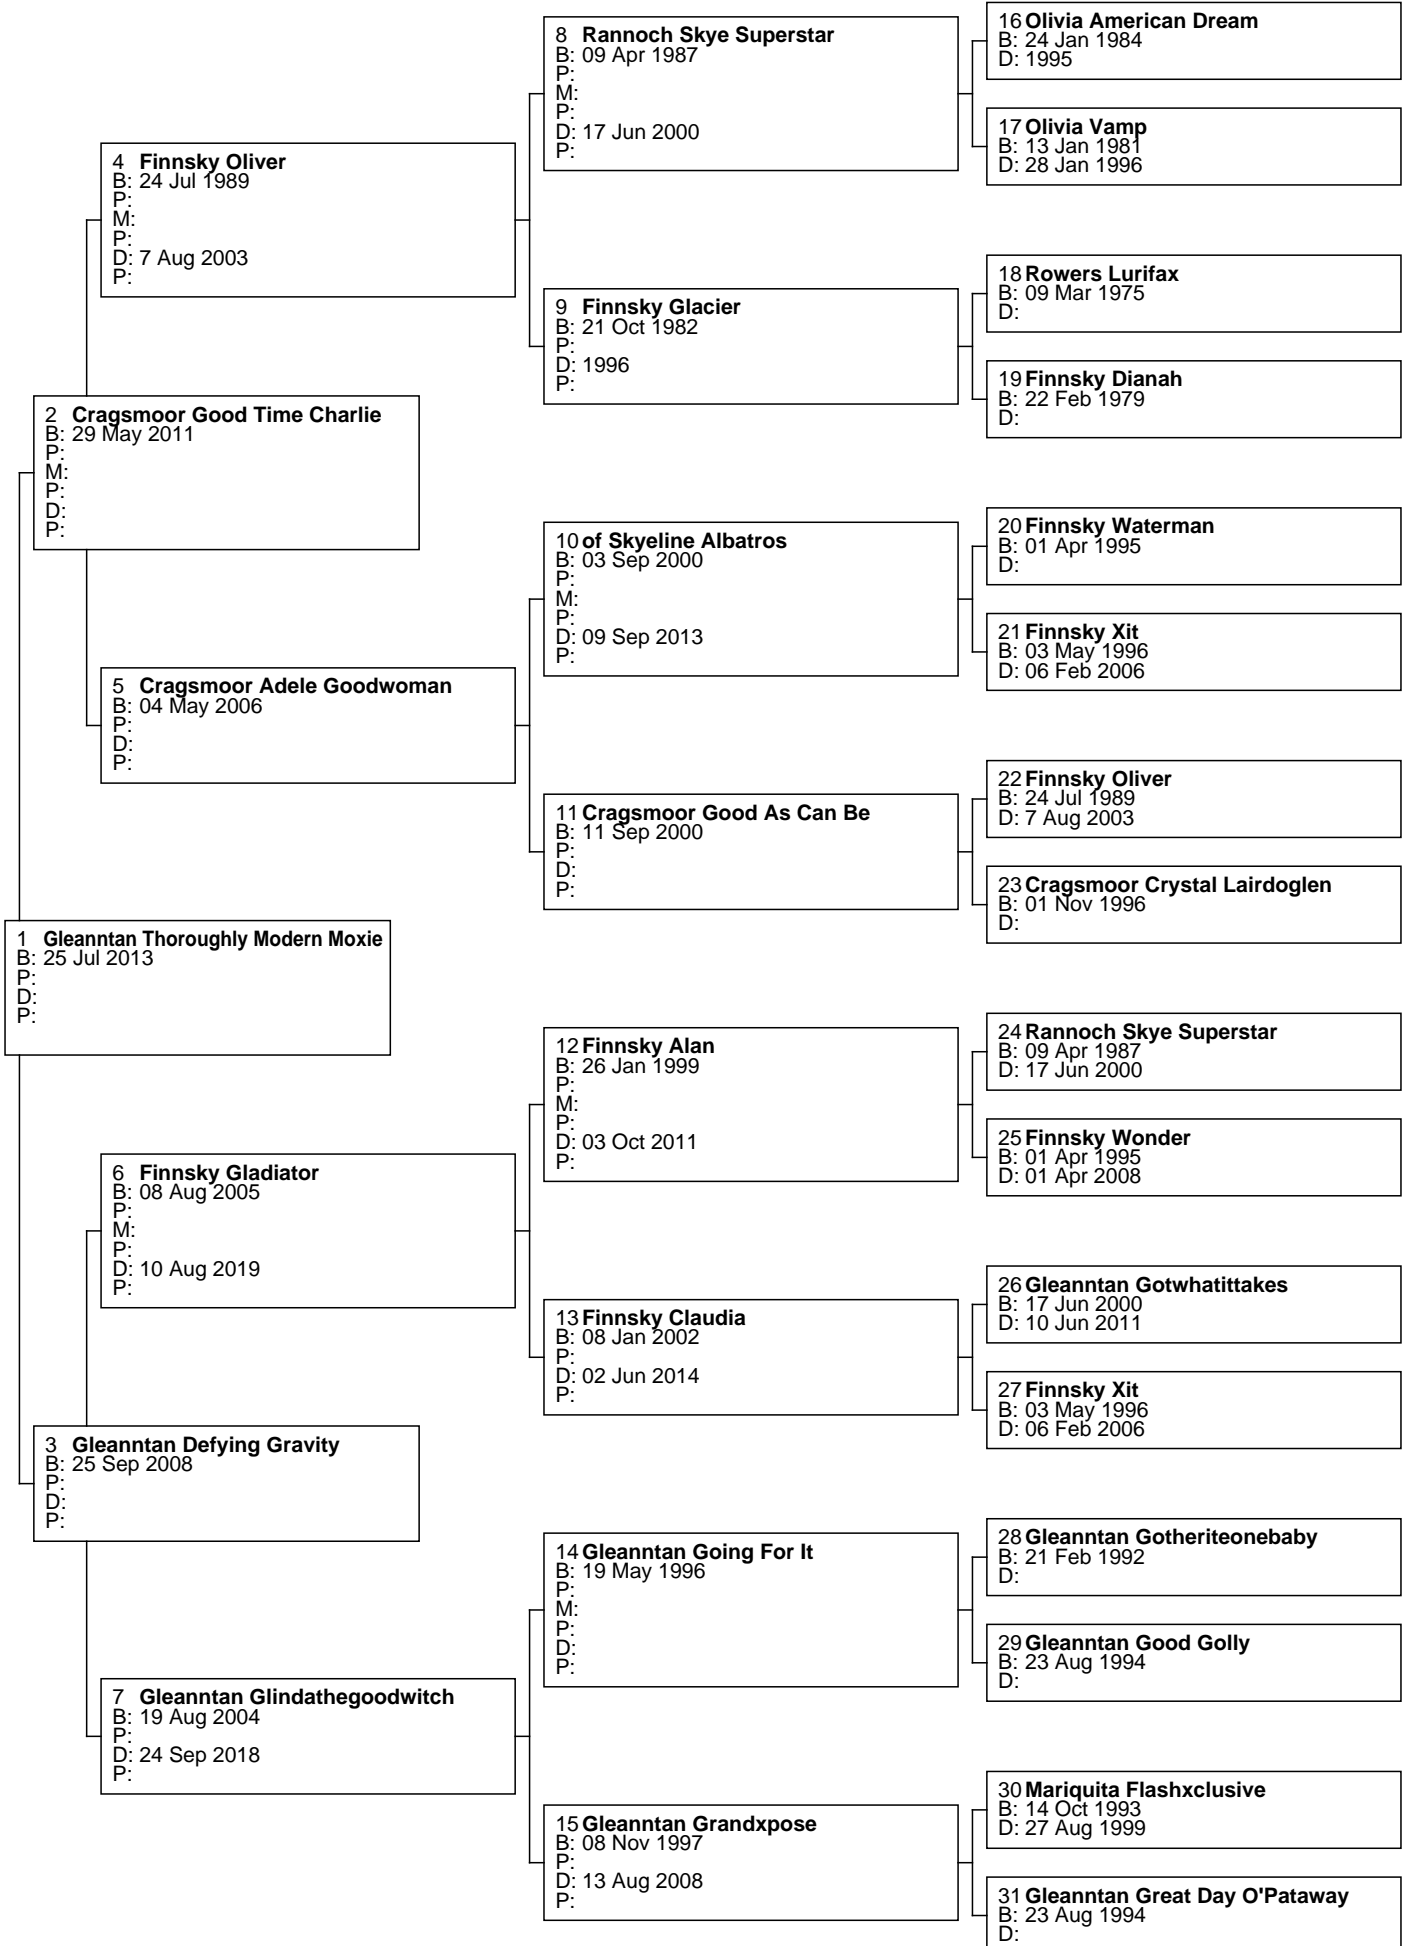 1 Gleanntan Thoroughly Modern Moxie
B: 25 Jul 2013
P:
D:
P:
2 Cragsmoor Good Time Charlie
B: 29 May 2011
P:
M:
P:
D:
P:
3 Gleanntan Defying Gravity
B: 25 Sep 2008
P:
D:
P:
4 Finnsky Oliver
B: 24 Jul 1989
P:
M:
P:
D: 7 Aug 2003
P:
5 Cragsmoor Adele Goodwoman
B: 04 May 2006
P:
D:
P:
6 Finnsky Gladiator
B: 08 Aug 2005
P:
M:
P:
D: 10 Aug 2019
P:
7 Gleanntan Glindathegoodwitch
B: 19 Aug 2004
P:
D: 24 Sep 2018
P:
8 Rannoch Skye Superstar
B: 09 Apr 1987
P:
M:
P:
D: 17 Jun 2000
P:
9 Finnsky Glacier
B: 21 Oct 1982
P:
D: 1996
P:
10 of Skyeline Albatros
B: 03 Sep 2000
P:
M:
P:
D: 09 Sep 2013
P:
11 Cragsmoor Good As Can Be
B: 11 Sep 2000
P:
D:
P:
12 Finnsky Alan
B: 26 Jan 1999
P:
M:
P:
D: 03 Oct 2011
P:
13 Finnsky Claudia
B: 08 Jan 2002
P:
D: 02 Jun 2014
P:
14 Gleanntan Going For It
B: 19 May 1996
P:
M:
P:
D:
P:
15 Gleanntan Grandxpose
B: 08 Nov 1997
P:
D: 13 Aug 2008
P:
16 Olivia American Dream
B: 24 Jan 1984
D: 1995
17 Olivia Vamp
B: 13 Jan 1981
D: 28 Jan 1996
18 Rowers Lurifax
B: 09 Mar 1975
D:
19 Finnsky Dianah
B: 22 Feb 1979
D:
20 Finnsky Waterman
B: 01 Apr 1995
D:
21 Finnsky Xit
B: 03 May 1996
D: 06 Feb 2006
22 Finnsky Oliver
B: 24 Jul 1989
D: 7 Aug 2003
23 Cragsmoor Crystal Lairdoglen
B: 01 Nov 1996
D:
24 Rannoch Skye Superstar
B: 09 Apr 1987
D: 17 Jun 2000
25 Finnsky Wonder
B: 01 Apr 1995
D: 01 Apr 2008
26 Gleanntan Gotwhatittakes
B: 17 Jun 2000
D: 10 Jun 2011
27 Finnsky Xit
B: 03 May 1996
D: 06 Feb 2006
28 Gleanntan Gotheriteonebaby
B: 21 Feb 1992
D:
29 Gleanntan Good Golly
B: 23 Aug 1994
D:
30 Mariquita Flashxclusive
B: 14 Oct 1993
D: 27 Aug 1999
31 Gleanntan Great Day O'Pataway
B: 23 Aug 1994
D: